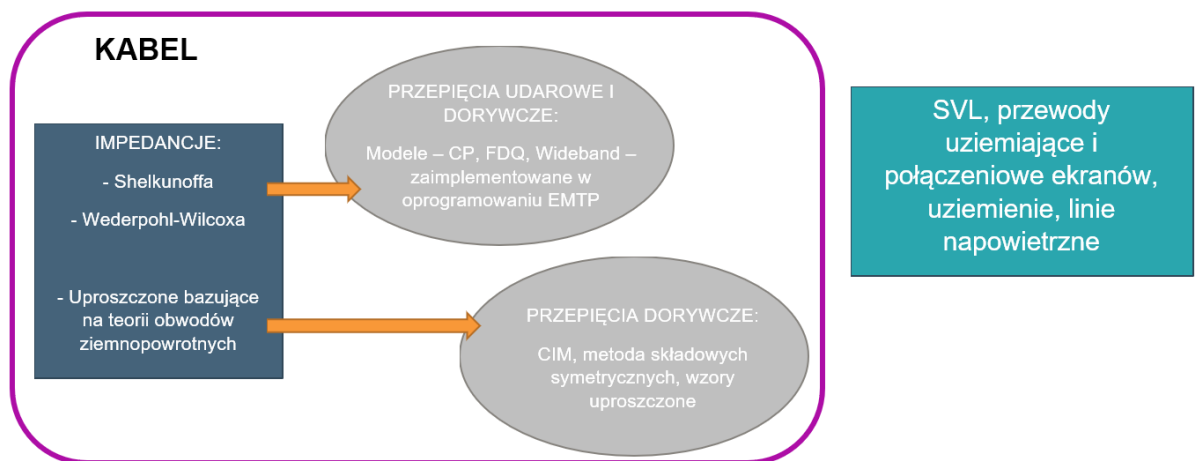 KABEL
IMPEDANCJE:
- Shelkunoffa
- Wederpohl-Wilcoxa
- Uproszczone bazujące
na teorii obwodów
ziemnopowrotnych
PRZEPIĘCIA UDAROWE I
DORYWCZE:
Modele – CP, FDQ, Wideband –
zaimplementowane w
oprogramowaniu EMTP
PRZEPIĘCIA DORYWCZE:
CIM, metoda składowych
symetrycznych, wzory
uproszczone
SVL, przewody
uziemiające i
połączeniowe ekranów,
uziemienie, linie
napowietrzne